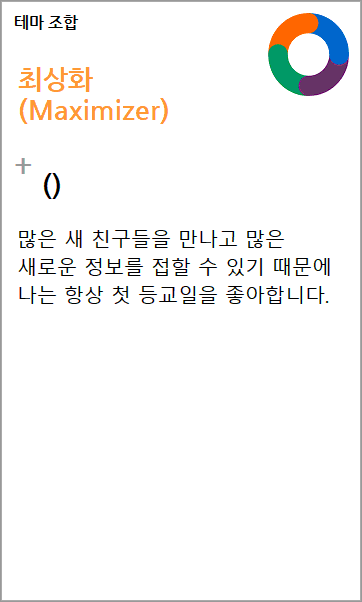 테마 조합
최상화
(Maximizer)
+
()
많은 새 친구들을 만나고 많은
새로운 정보를 접할 수 있기 때문에
나는 항상 첫 등교일을 좋아합니다.